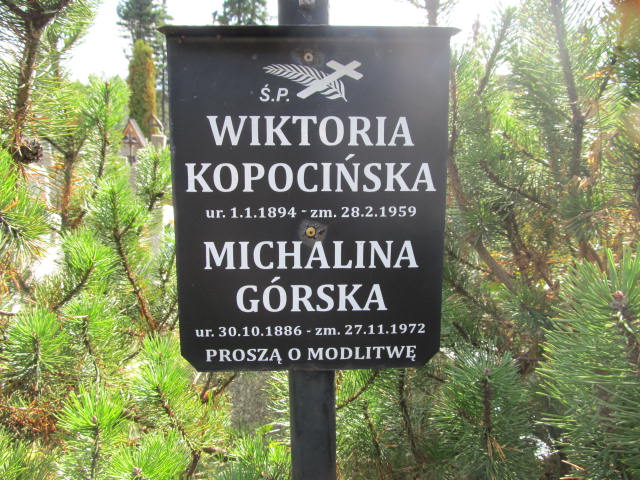 Ś.P.
WIKTORIA
KOPOCIŃSKA
ur. 1.1.1894 - zm. 28.2.1959
MICHALINA
GÓRSKA
ur. 30.10.1886 - zm. 27.11.1972
PROSZĄ O MODLITWĘ